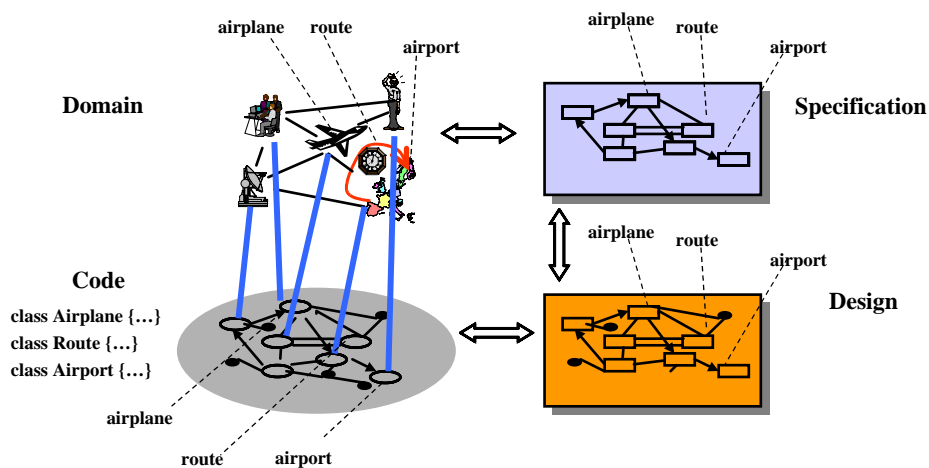 airplane
route
airport
Domain
airplane
route
airport
Specification
Code
class Airplane {…}
class Route {…}
class Airport {…}
airplane
route
airport
airplane
route
airport
Design